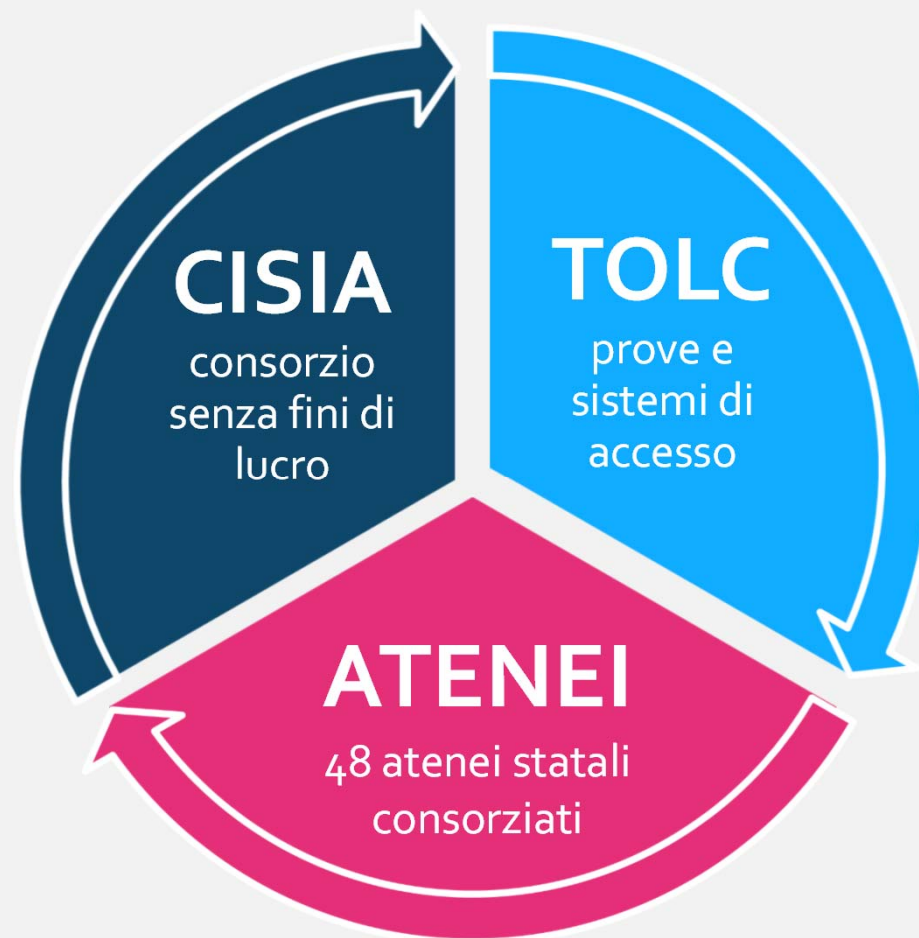 CISIA
consorzio
senza fini di
lucro
TOLC
prove e
sistemi di
accesso
ATENEI
48 atenei statali
consorziati